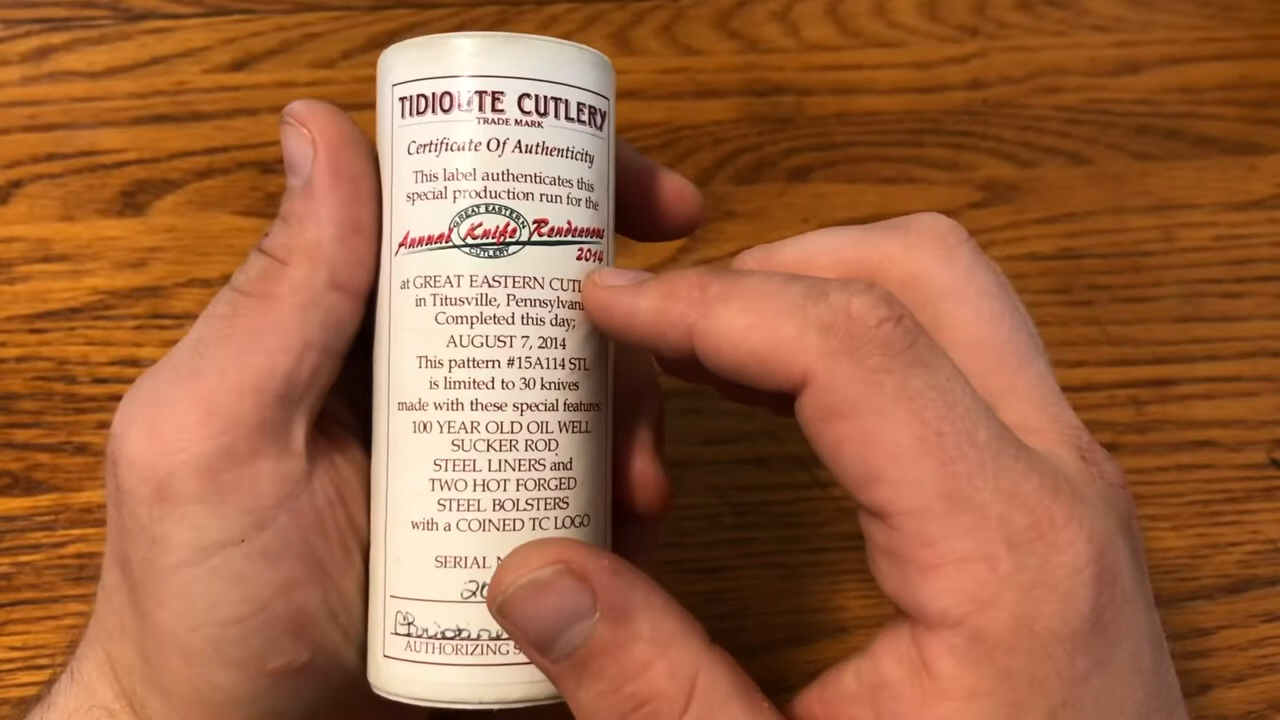 TIDIOUTE CUTLERY
TRADE MARK
Certificate Of Authenticity
This label authenticates this
special production run for the
GREAT EASTERN
Annual Knife Rendezvous
CUTLERY
2014
at GREAT EASTERN CUTL
in Titusville, Pennsylvani
Completed this day;
AUGUST 7, 2014
This pattern #15A114 STL
is limited to 30 knives
made with these special features:
100 YEAR OLD OIL WELL
SUCKER ROD,
STEEL LINERS and
TWO HOT FORGED
STEEL BOLSTERS
with a COINED TC LOGO
SERIAL N
20
AUTHORIZING S